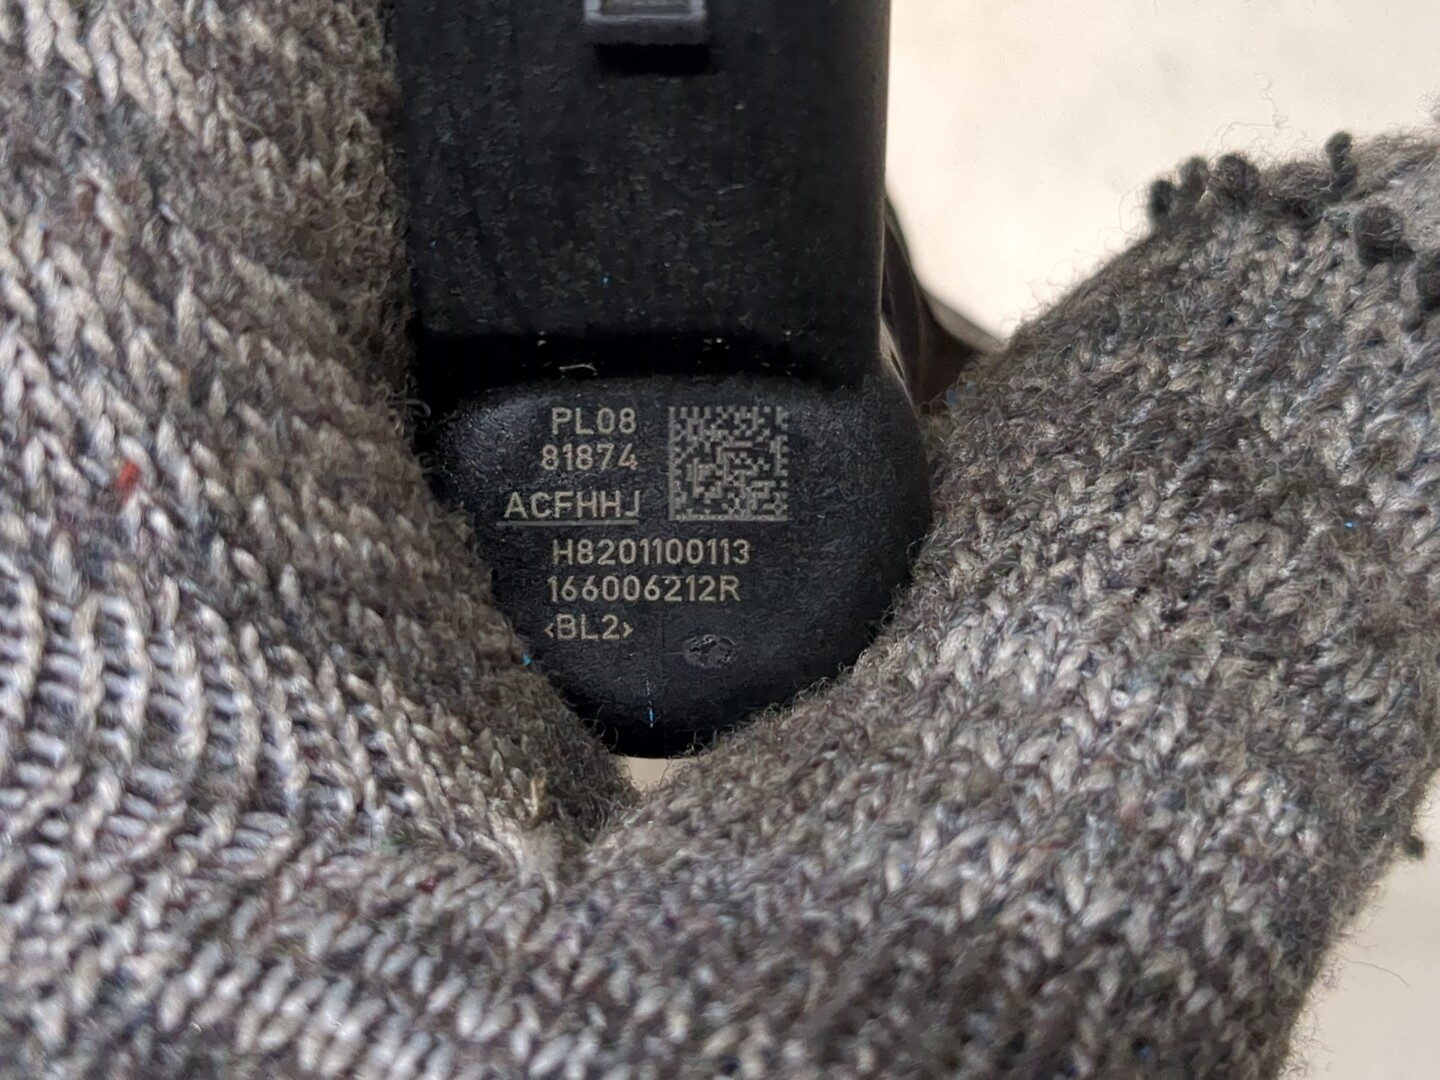 PL08
81874
ACFHHJ
H8201100113
166006212R
‹BL2›